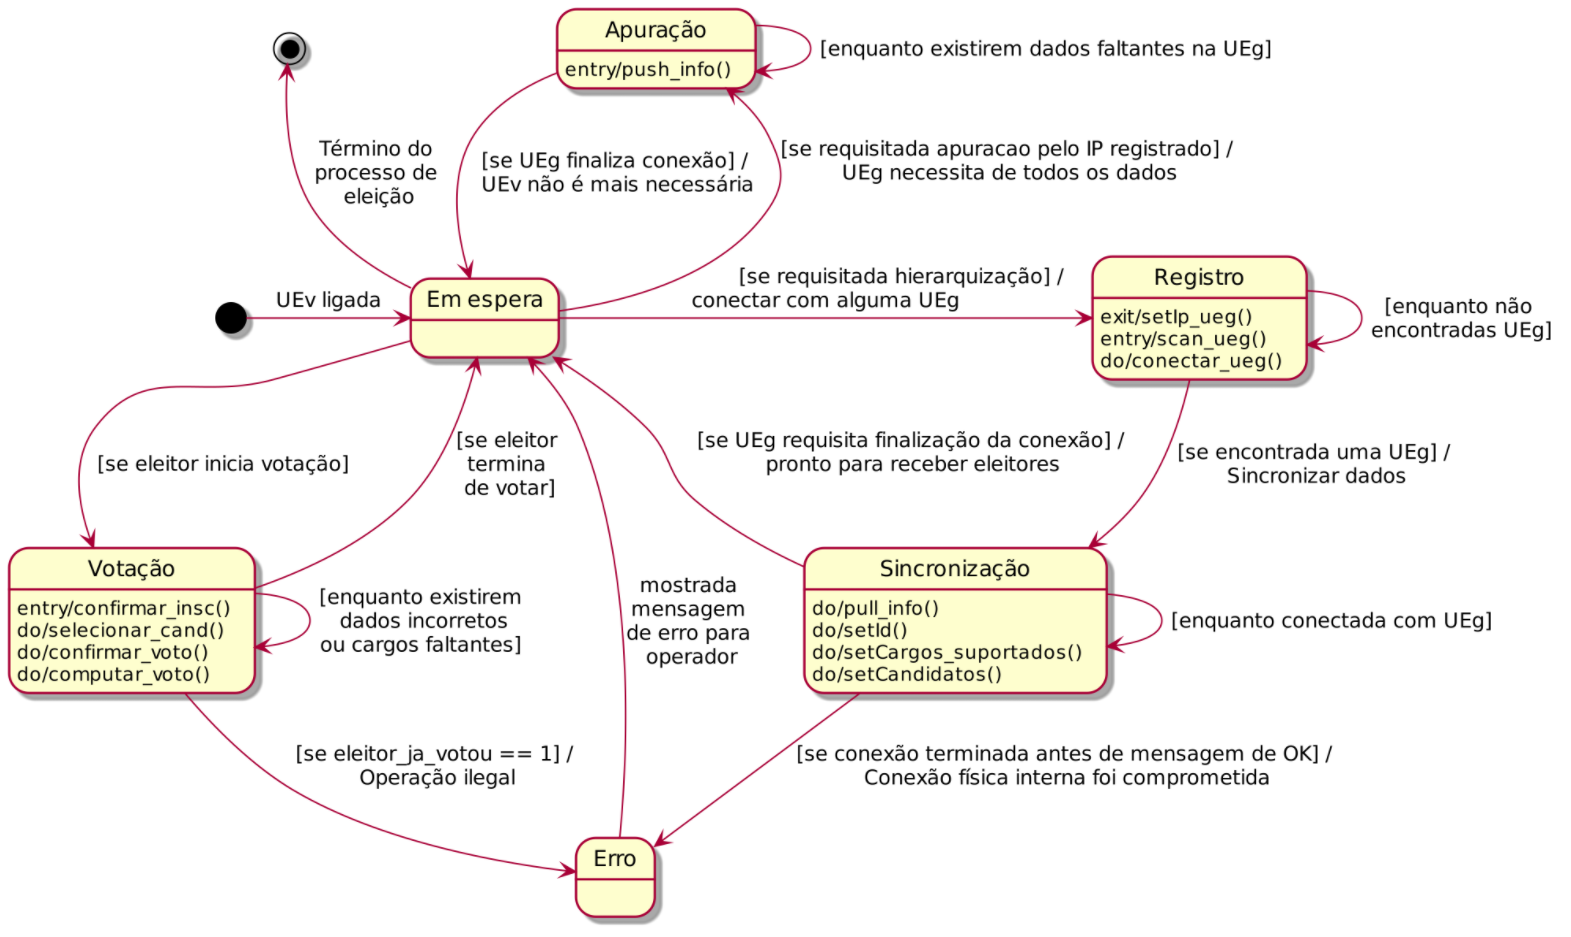 Apuração
entry/push_info()
[enquanto existirem dados faltantes na UEg]
Término do
processo de
eleição
[se UEg finaliza conexão] /
UEv não é mais necessária
[se requisitada apuracao pelo IP registrado] /
UEg necessita de todos os dados
UEv ligada
Em espera
[se requisitada hierarquização] /
conectar com alguma UEg
Registro
exit/setIp_ueg()
entry/scan_ueg()
do/conectar_ueg()
[enquanto não
encontradas UEg]
[se eleitor inicia votação]
[se eleitor
termina
de votar]
[se UEg requisita finalização da conexão] /
pronto para receber eleitores
[se encontrada uma UEg] /
Sincronizar dados
Votação
entry/confirmar_insc()
do/selecionar_cand()
do/confirmar_voto()
do/computar_voto()
[enquanto existirem
dados incorretos
ou cargos faltantes]
mostrada
mensagem
de erro para
operador
Sincronização
do/pull_info()
do/setId()
do/setCargos_suportados()
do/setCandidatos()
[enquanto conectada com UEg]
[se eleitor_ja_votou == 1] /
Operação ilegal
[se conexão terminada antes de mensagem de OK] /
Conexão física interna foi comprometida
Erro